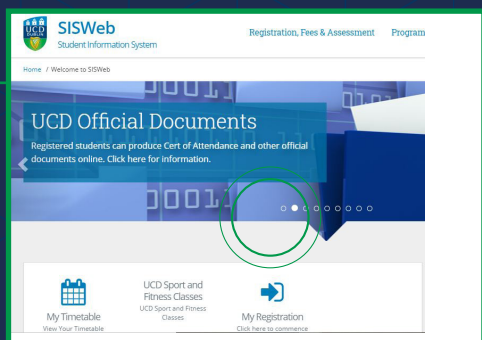 UCD
DUBLIN
SISWeb
Student Information System
Registration, Fees & Assessment Program
Home / Welcome to SISWeb
UCD Official Documents
Registered students can produce Cert of Attendance and other official
documents online. Click here for information.
My Timetable
View Your Timetable
UCD Sport and
Fitness Classes
UCD Sport and Fitness
Classes
My Registration
Click here to commence